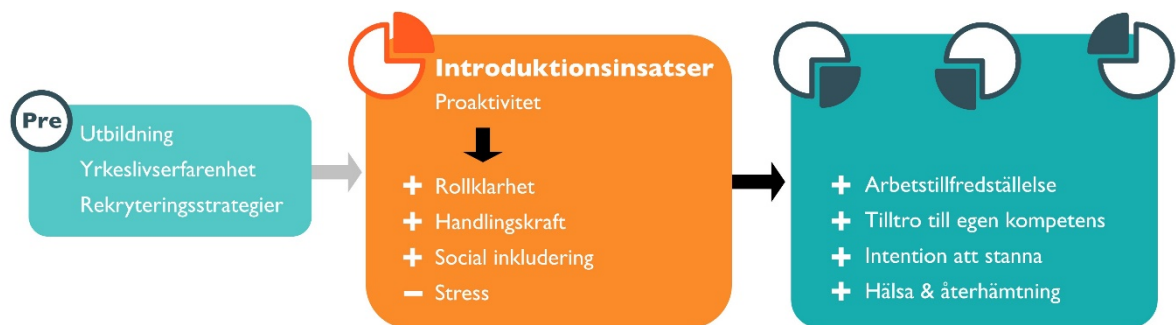 Pre
Utbildning
Yrkeslivserfarenhet
Rekryteringsstrategier
Introduktionsinsatser
Proaktivitet
+ Rollklarhet
+ Handlingskraft
+ Social inkludering
− Stress
+ Arbetstillfredställelse
+ Tilltro till egen kompetens
+ Intention att stanna
+ Hälsa & återhämtning